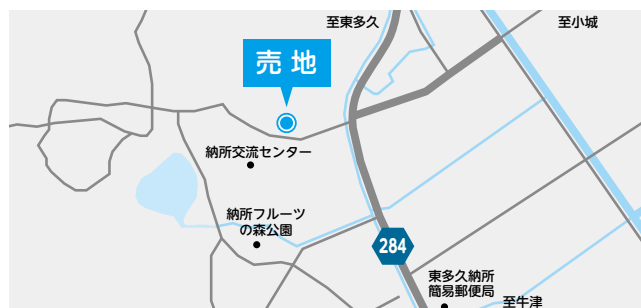 至東多久
至小城
売地
納所交流センター
納所フルーツ
の森公園
284
東多久納所
簡易郵便局
至牛津